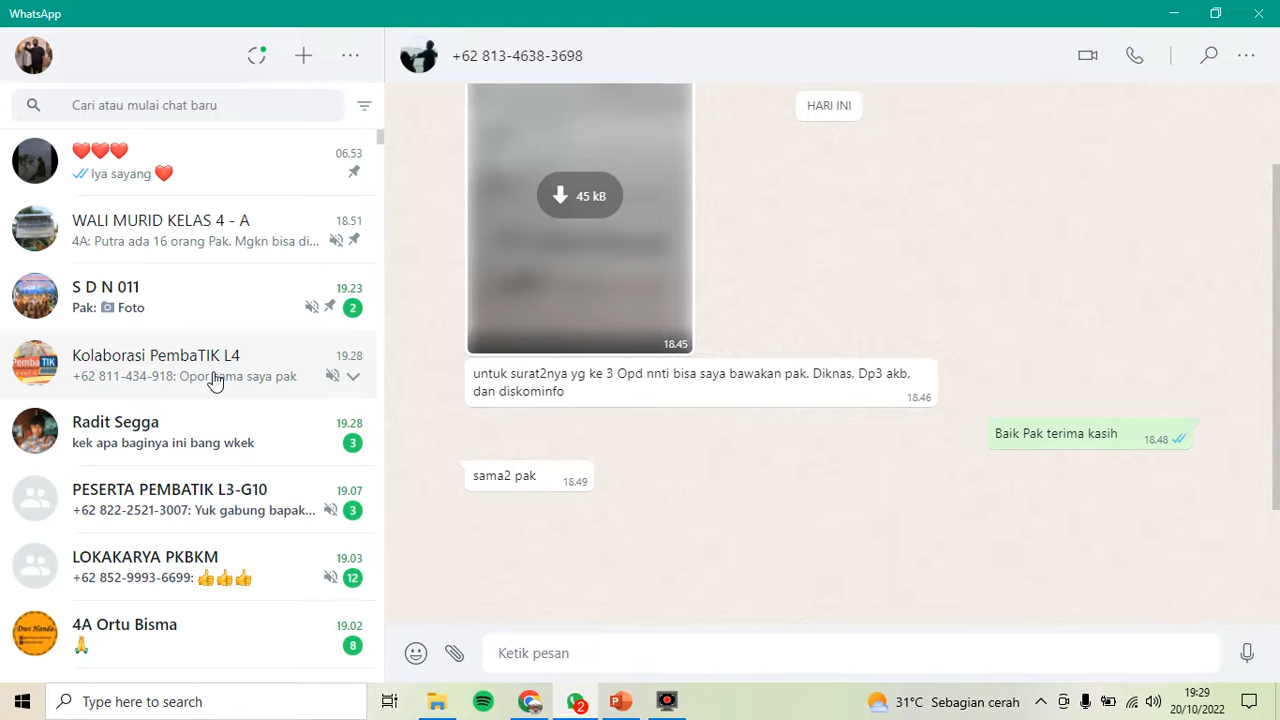 WhatsApp
Cari atau mulai chat baru
❤️❤️❤️ 06.53
Iya sayang ❤️
WALI MURID KELAS 4 - A 18.51
4A: Putra ada 16 orang Pak. Mgkn bisa di...
S D N 011 19.23
Pak: 📷 Foto 2
Kolaborasi PembaTIK L4 19.28
+62 811-434-918: Opor ama saya pak
Radit Segga 19.28
kek apa baginya ini bang wkek 3
PESERTA PEMBATIK L3-G10 19.07
+62 822-2521-3007: Yuk gabung bapak... 3
LOKAKARYA PKBKM 19.03
+62 852-9993-6699: 👍👍👍 12
4A Ortu Bisma 19.02
🙏 8
+62 813-4638-3698
HARI INI
45 kB
18.45
untuk surat2nya yg ke 3 Opd nnti bisa saya bawakan pak. Diknas, Dp3 akb,
dan diskominfo 18.46
Baik Pak terima kasih 18.48
sama2 pak 18.49
Ketik pesan
Type here to search
2
31°C Sebagian cerah
19:29
20/10/2022